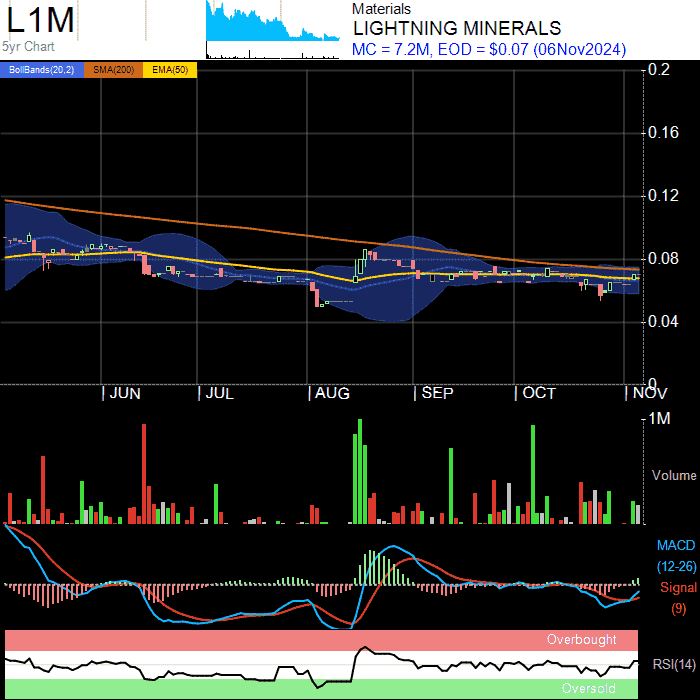 L1M
5yr Chart
Materials
LIGHTNING MINERALS
MC = 7.2M, EOD = $0.07 (06Nov2024)
BollBands(20,2) SMA(200) EMA(50)
0.2
0.16
0.12
0.08
0.04
0
JUN JUL AUG SEP OCT NOV
1M
Volume
MACD
(12-26)
Signal
(9)
Overbought
RSI(14)
Oversold